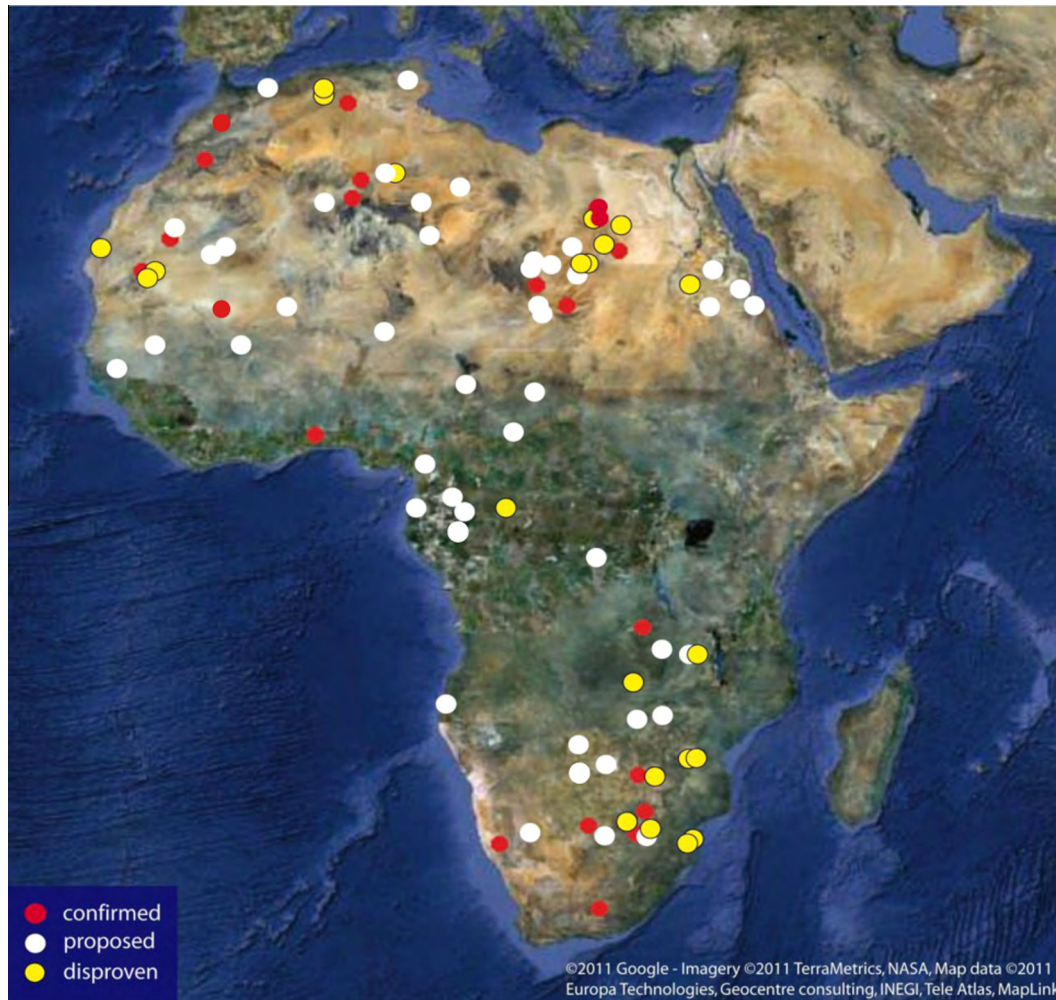 confirmed
proposed
disproven
©2011 Google - Imagery ©2011 TerraMetrics, NASA, Map data ©2011
Europa Technologies, Geocentre consulting, INEGI, Tele Atlas, MapLink